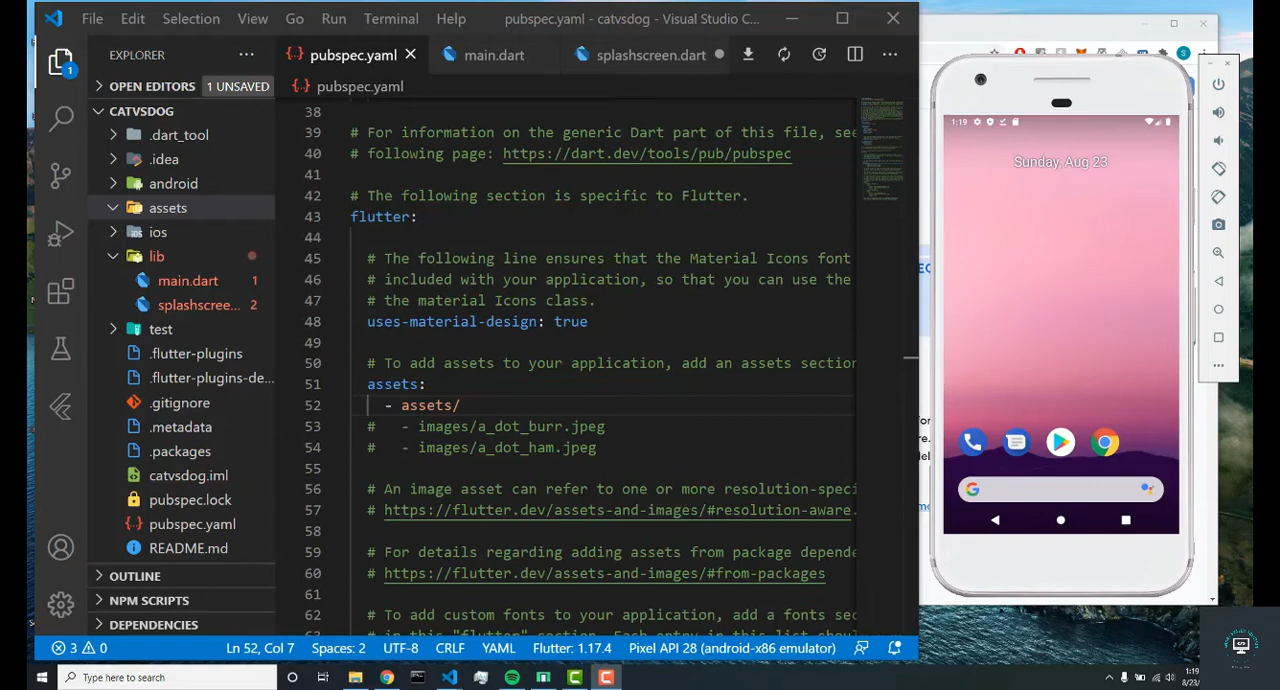 File Edit Selection View Go Run Terminal Help pubspec.yaml - catvsdog - Visual Studio C...
EXPLORER
pubspec.yaml
main.dart
splashscreen.dart
OPEN EDITORS 1 UNSAVED
pubspec.yaml
CATVSDOG
.dart_tool
.idea
android
assets
ios
lib
main.dart 1
splashscree... 2
test
.flutter-plugins
.flutter-plugins-de...
.gitignore
.metadata
.packages
catvsdog.iml
pubspec.lock
pubspec.yaml
README.md
OUTLINE
NPM SCRIPTS
DEPENDENCIES
1
38
39 # For information on the generic Dart part of this file, see
40 # following page: https://dart.dev/tools/pub/pubspec
41
42 # The following section is specific to Flutter.
43 flutter:
44
45 # The following line ensures that the Material Icons font
46 # included with your application, so that you can use the
47 # the material Icons class.
48 uses-material-design: true
49
50 # To add assets to your application, add an assets section
51 assets:
52 - assets/
53 # - images/a_dot_burr.jpeg
54 # - images/a_dot_ham.jpeg
55
56 # An image asset can refer to one or more resolution-speci
57 # https://flutter.dev/assets-and-images/#resolution-aware.
58
59 # For details regarding adding assets from package depende
60 # https://flutter.dev/assets-and-images/#from-packages
61
62 # To add custom fonts to your application, add a fonts sec
3 0 Ln 52, Col 7 Spaces: 2 UTF-8 CRLF YAML Flutter: 1.17.4 Pixel API 28 (android-x86 emulator)
1:19
Sunday, Aug 23
G
S
Type here to search
1:19
8/23/